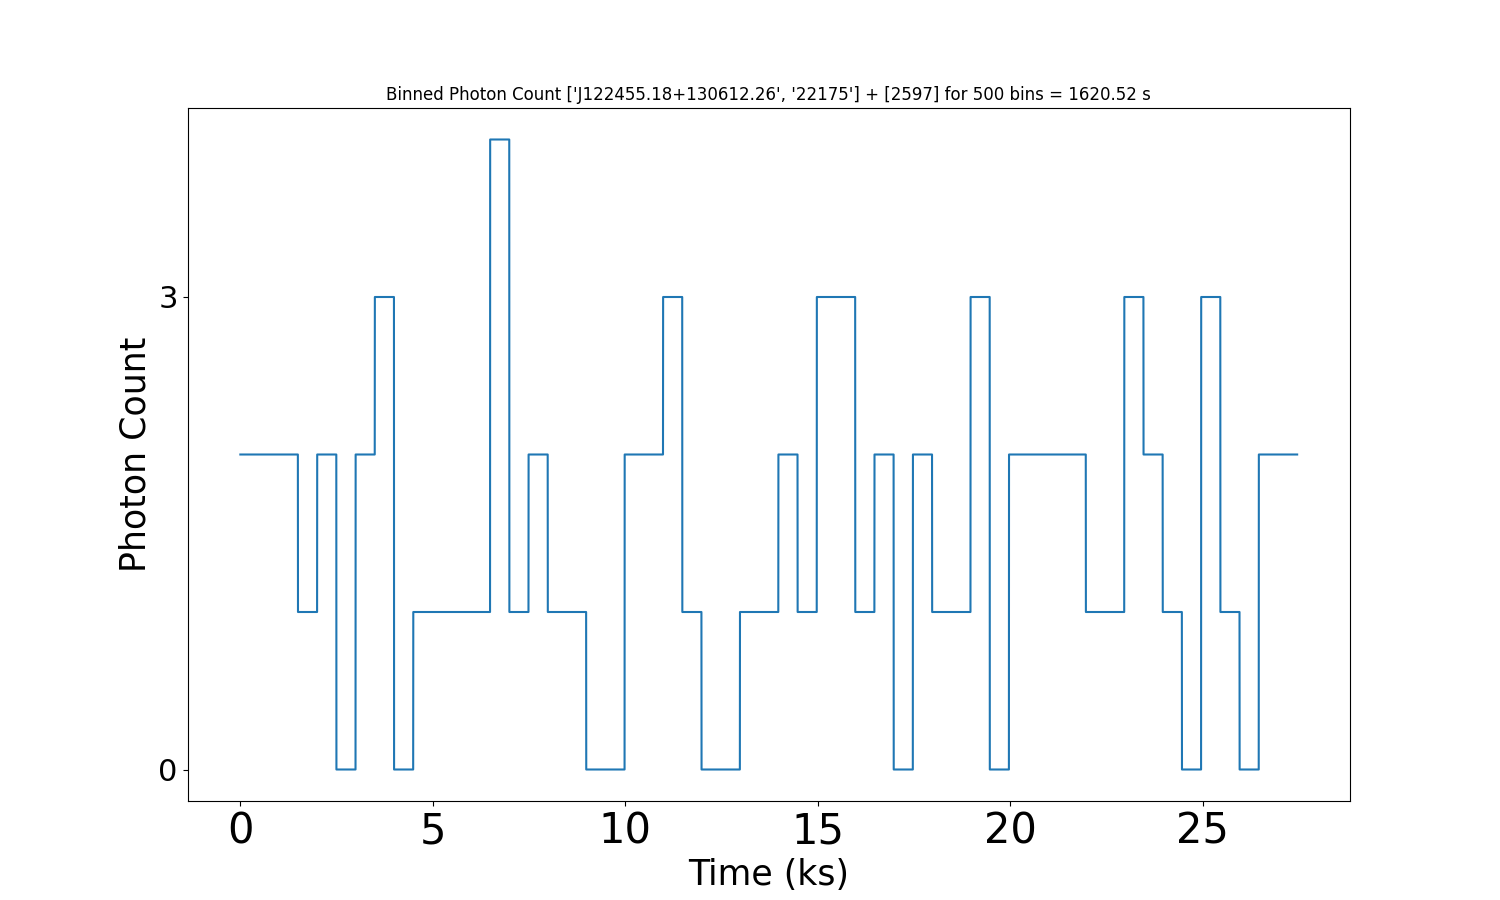 Binned Photon Count ['J122455.18+130612.26', '22175'] + [2597] for 500 bins = 1620.52 s
3
Photon Count
0
0 5 10 15 20 25
Time (ks)